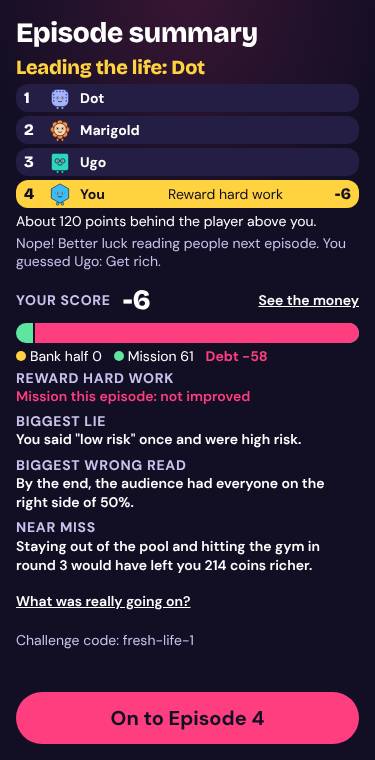 Episode summary
Leading the life: Dot
1 Dot
2 Marigold
3 Ugo
4 You Reward hard work -6
About 120 points behind the player above you.
Nope! Better luck reading people next episode. You
guessed Ugo: Get rich.
YOUR SCORE -6 See the money
Bank half 0 Mission 61 Debt −58
REWARD HARD WORK
Mission this episode: not improved
BIGGEST LIE
You said "low risk" once and were high risk.
BIGGEST WRONG READ
By the end, the audience had everyone on the
right side of 50%.
NEAR MISS
Staying out of the pool and hitting the gym in
round 3 would have left you 214 coins richer.
What was really going on?
Challenge code: fresh-life-1
On to Episode 4